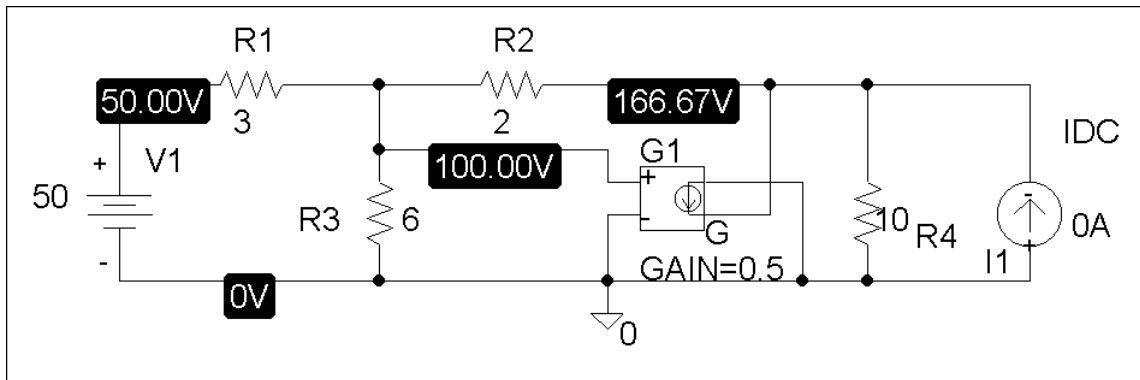 R1
R2
50.00V
166.67V
3
2
IDC
+
V1
100.00V
G1
+
-
50
R3
6
-
10
R4
0A
-
G
I1
+
0V
GAIN=0.5
0